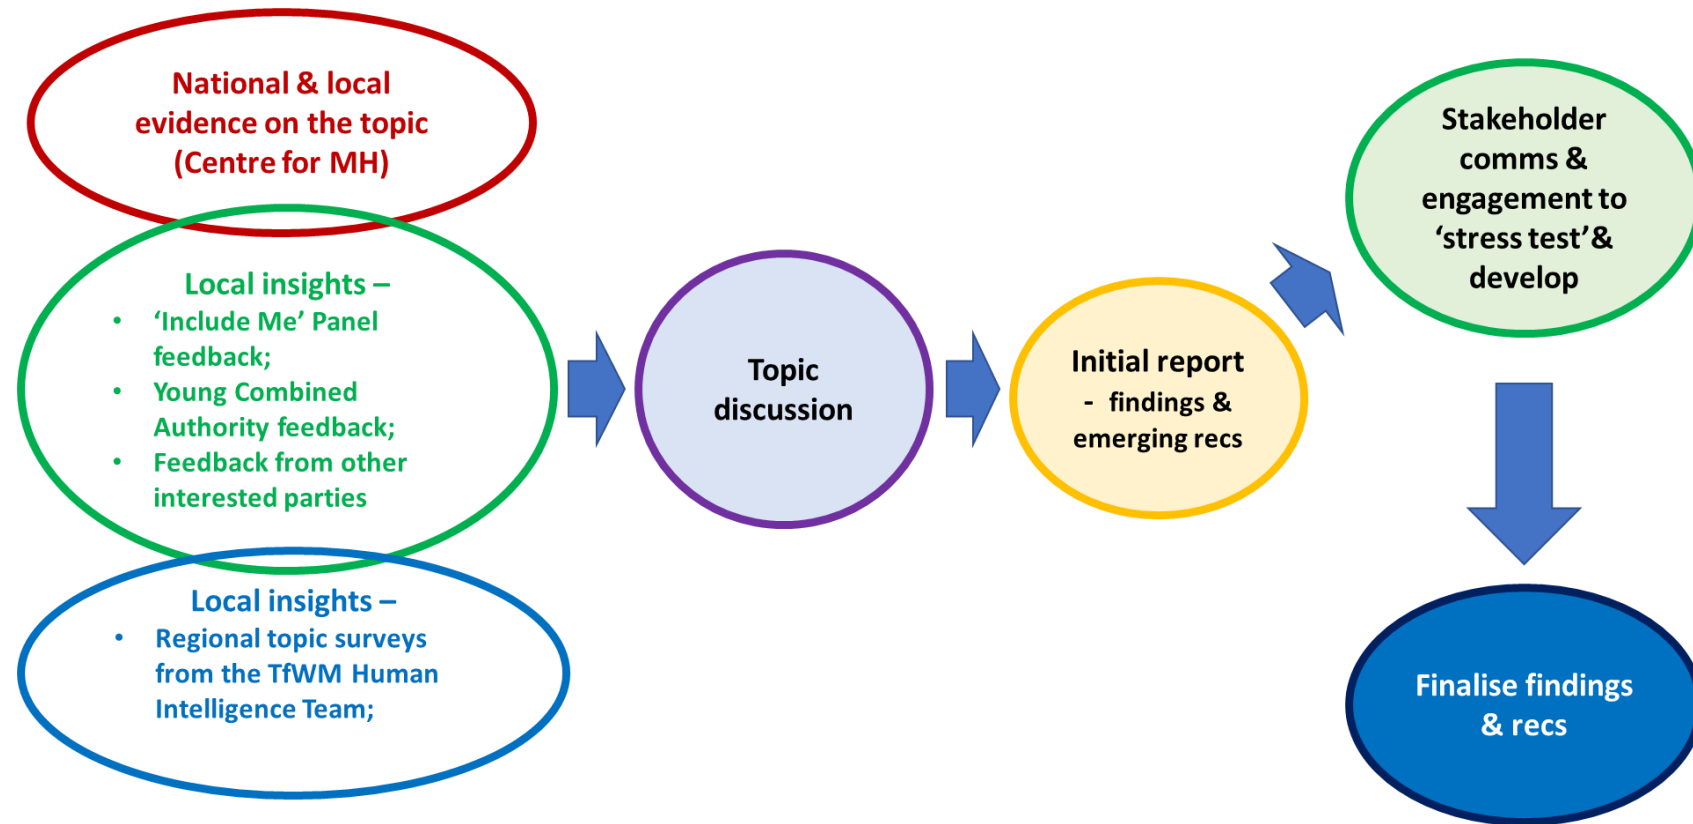 National & local
evidence on the topic
(Centre for MH)
Local insights –
• ‘Include Me’ Panel
feedback;
• Young Combined
Authority feedback;
• Feedback from other
interested parties
Local insights –
• Regional topic surveys
from the TfWM Human
Intelligence Team;
Topic
discussion
Initial report
- findings &
emerging recs
Stakeholder
comms &
engagement to
‘stress test’&
develop
Finalise findings
& recs